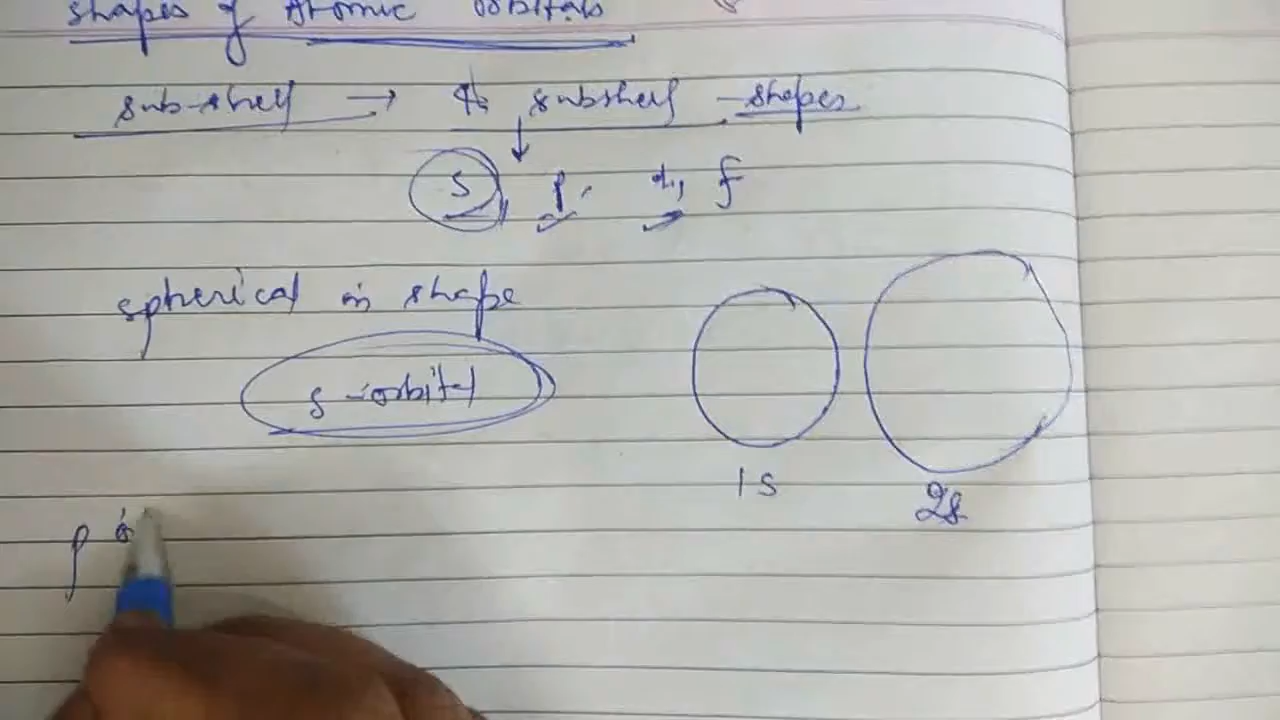 shapes of Atomic orbitals
sub-shell → subshell - shapes
s, p, d, f
spherical in shape
s-orbital
1s
2s
p